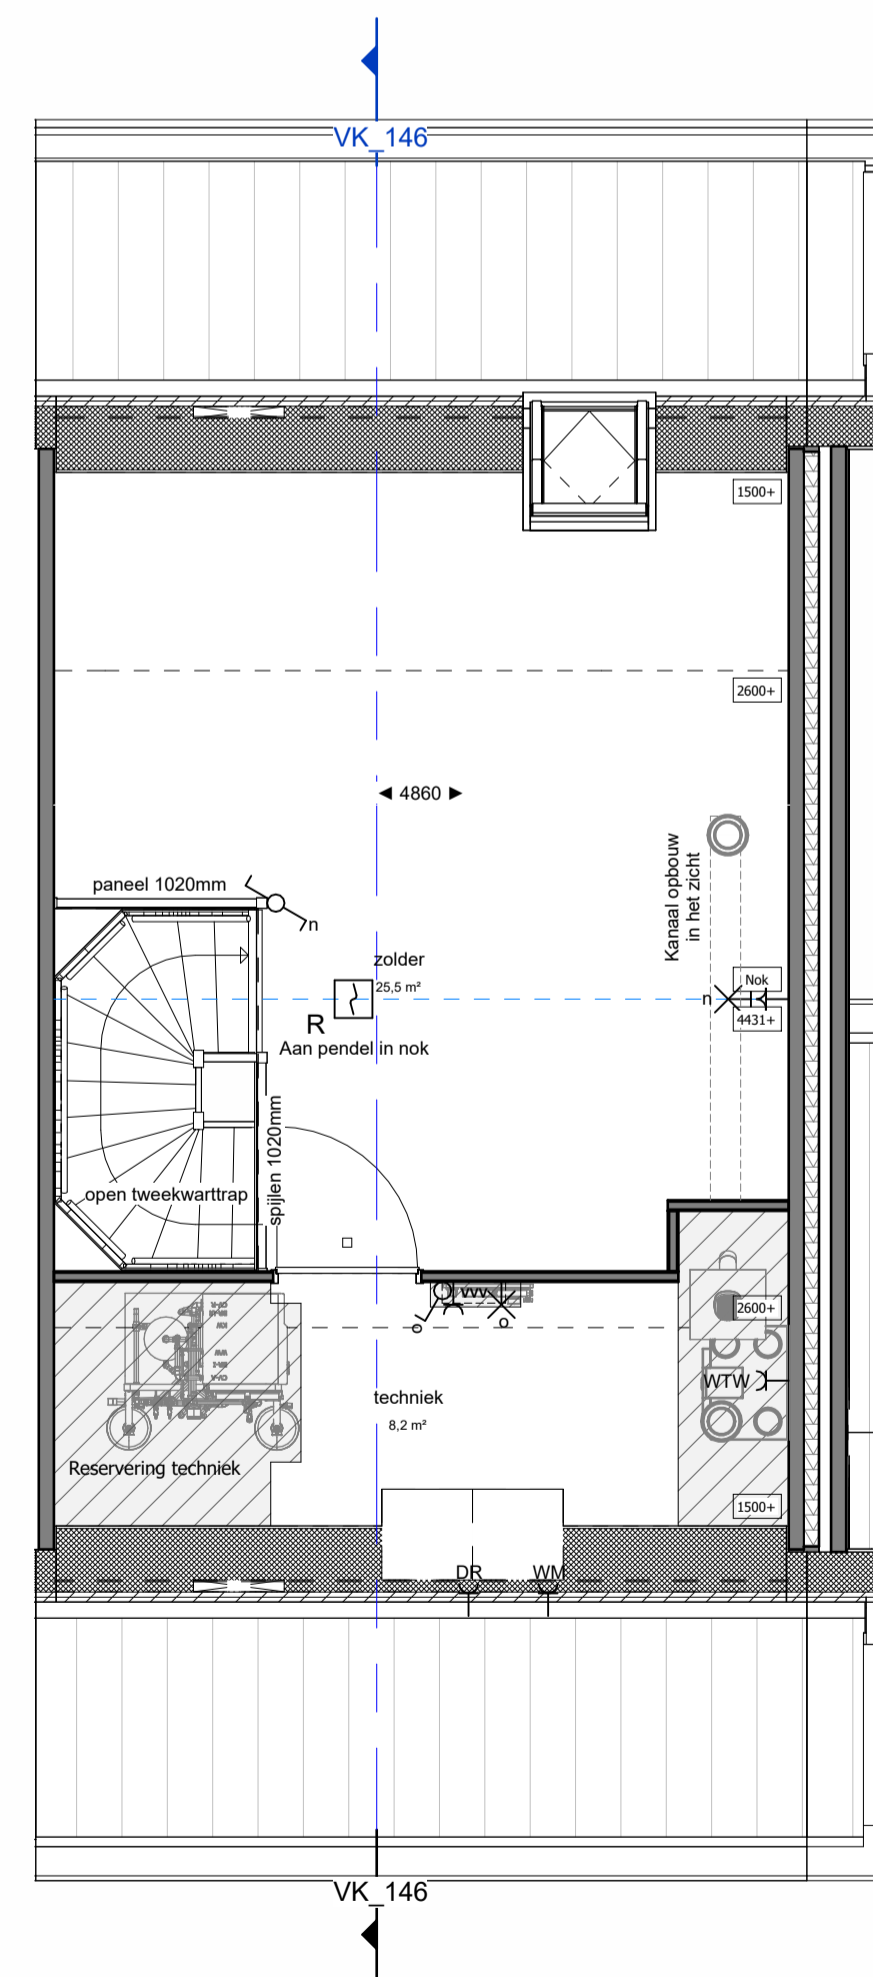 VK_146
1500+
2600+
4860
Kanaal opbouw
in het zicht
paneel 1020mm
n
zolder
25,5 m²
Nok
n
4431+
R
Aan pendel in nok
spijlen 1020mm
open tweekwarttrap
2600+
o
o
WTW
techniek
8,2 m²
Reservering techniek
1500+
DR
WM
VK_146